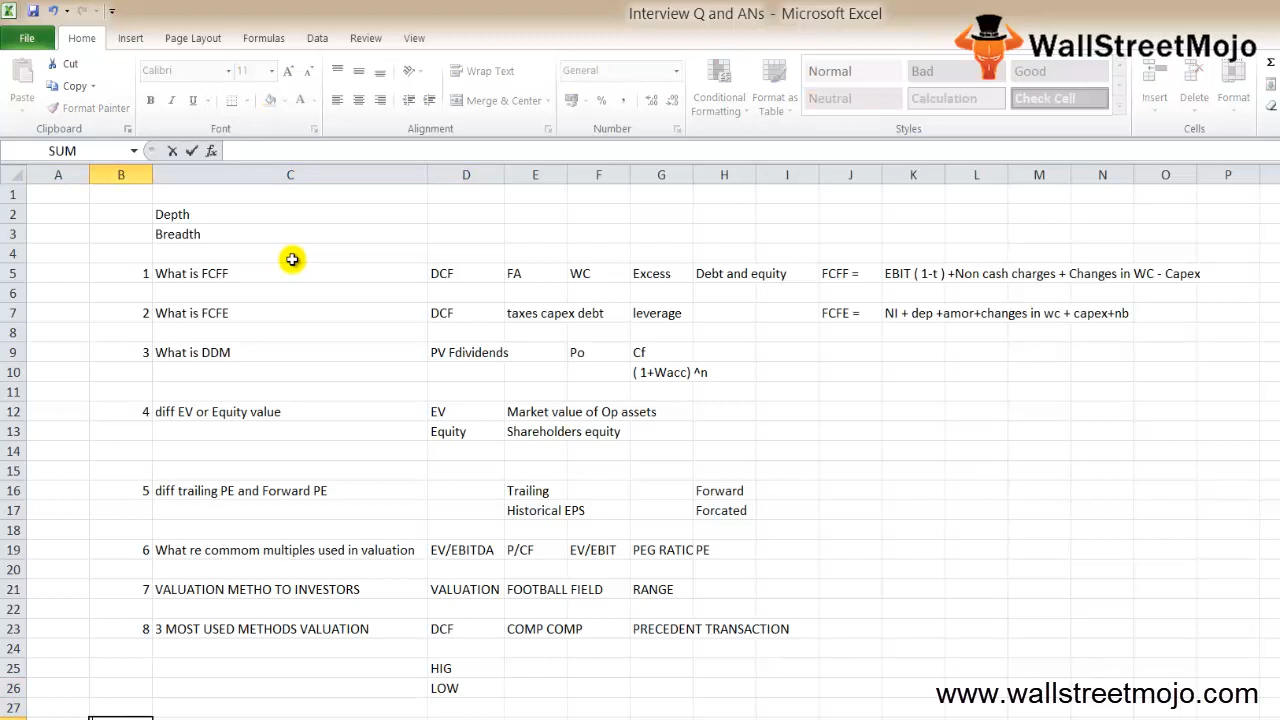 Interview Q and ANs - Microsoft Excel
WallStreetMojo
File Home Insert Page Layout Formulas Data Review View
Cut
Copy
Format Painter
Paste
Clipboard
Calibri 11
Font
Wrap Text
Merge & Center
Alignment
General
Number
Conditional Formatting
Format as Table
Normal Bad Good
Neutral Calculation Check Cell
Styles
Insert Delete Format
Cells
SUM
A B C D E F G H I J K L M N O P
1
2 Depth
3 Breadth
4
5 1 What is FCFF DCF FA WC Excess Debt and equity FCFF = EBIT ( 1-t ) +Non cash charges + Changes in WC - Capex
6
7 2 What is FCFE DCF taxes capex debt leverage FCFE = NI + dep +amor+changes in wc + capex+nb
8
9 3 What is DDM PV Fdividends Po Cf
10 ( 1+Wacc) ^n
11
12 4 diff EV or Equity value EV Market value of Op assets
13 Equity Shareholders equity
14
15
16 5 diff trailing PE and Forward PE Trailing Forward
17 Historical EPS Forcated
18
19 6 What re commom multiples used in valuation EV/EBITDA P/CF EV/EBIT PEG RATIC PE
20
21 7 VALUATION METHO TO INVESTORS VALUATION FOOTBALL FIELD RANGE
22
23 8 3 MOST USED METHODS VALUATION DCF COMP COMP PRECEDENT TRANSACTION
24
25 HIG
26 LOW
27
www.wallstreetmojo.com